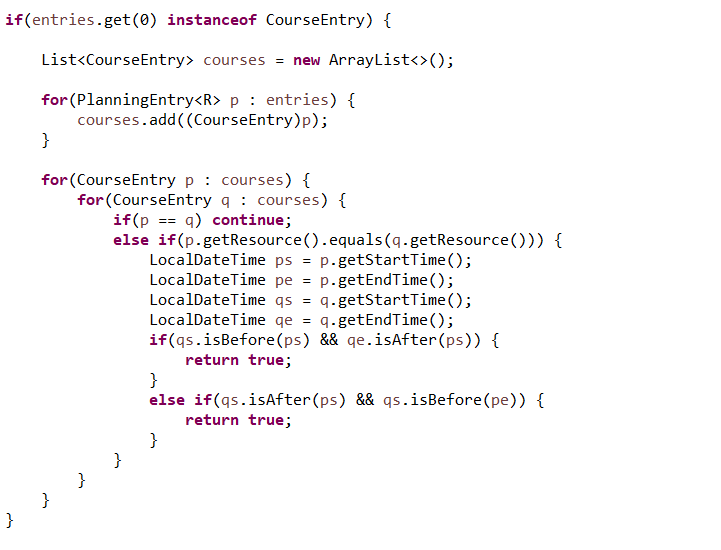 if(entries.get(0) instanceof CourseEntry) {
List<CourseEntry> courses = new ArrayList<>();
for(PlanningEntry<R> p : entries) {
courses.add((CourseEntry)p);
}
for(CourseEntry p : courses) {
for(CourseEntry q : courses) {
if(p == q) continue;
else if(p.getResource().equals(q.getResource())) {
LocalDateTime ps = p.getStartTime();
LocalDateTime pe = p.getEndTime();
LocalDateTime qs = q.getStartTime();
LocalDateTime qe = q.getEndTime();
if(qs.isBefore(ps) && qe.isAfter(ps)) {
return true;
}
else if(qs.isAfter(ps) && qs.isBefore(pe)) {
return true;
}
}
}
}
}